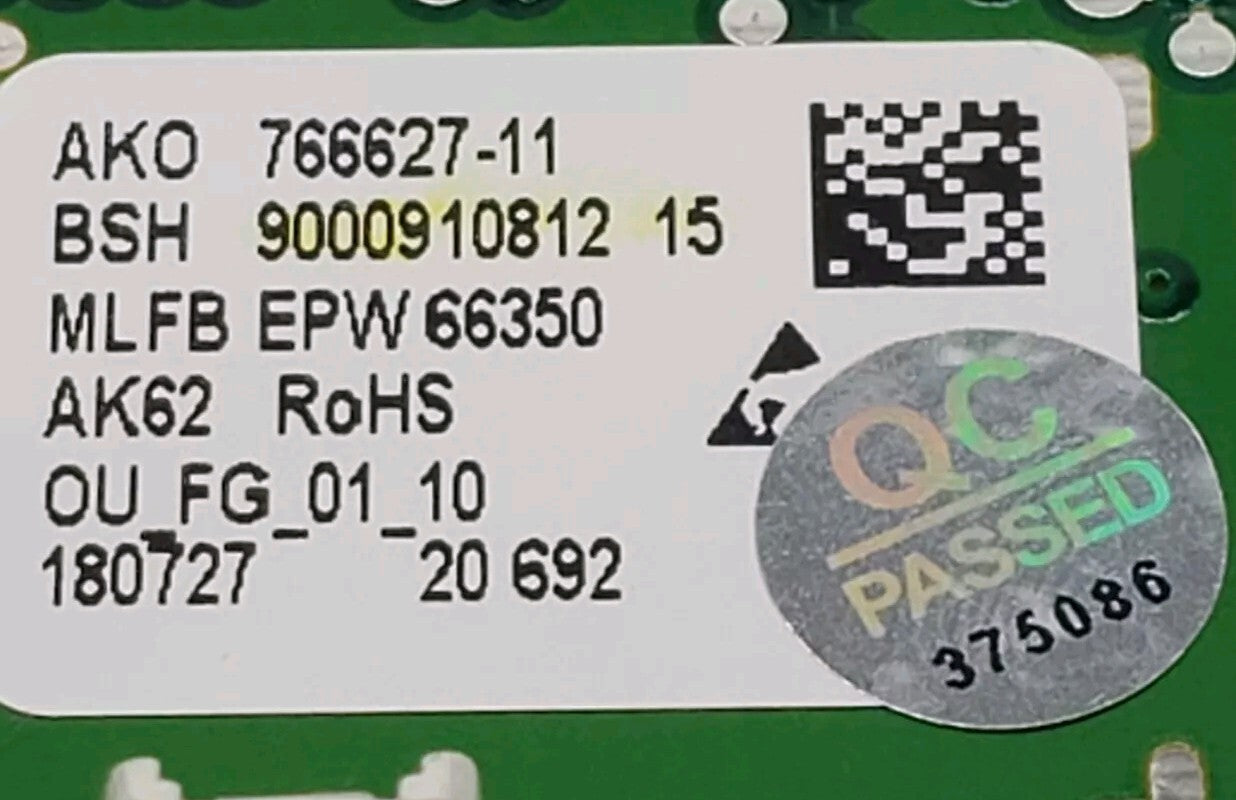 AKO 766627-11
BSH 9000910812 15
MLFB EPW 66350
AK62 RoHS
OU_FG_01_10
180727 20 692
QC
PASSED
375086